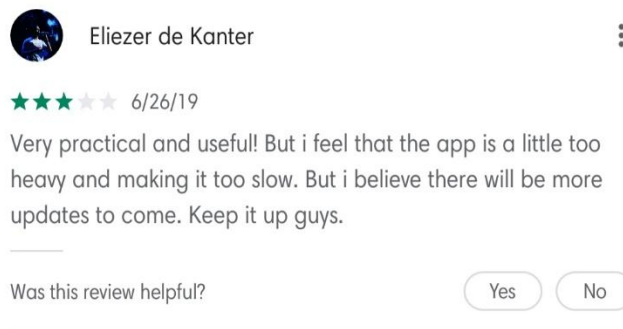 Eliezer de Kanter
6/26/19
Very practical and useful! But i feel that the app is a little too
heavy and making it too slow. But i believe there will be more
updates to come. Keep it up guys.
Was this review helpful?
Yes
No